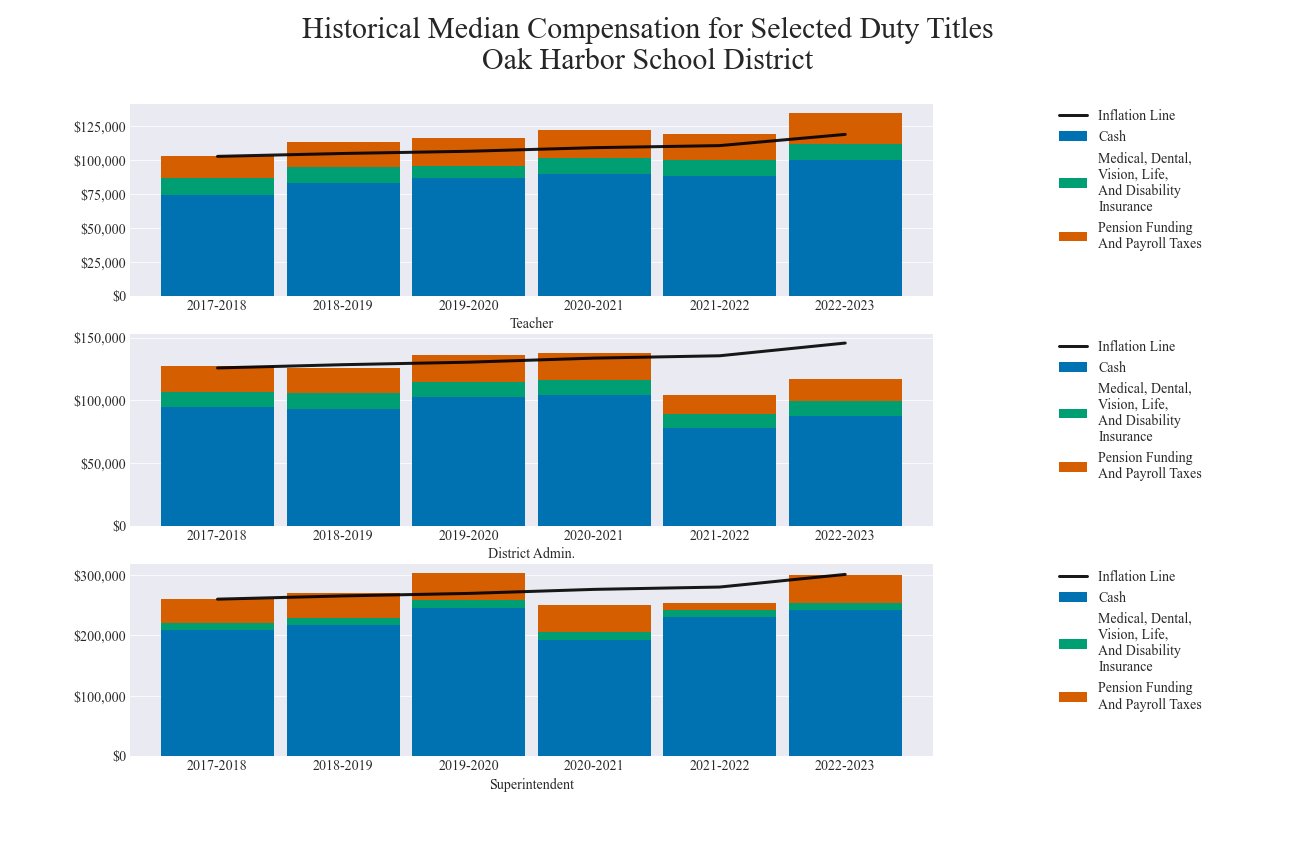 Historical Median Compensation for Selected Duty Titles
Oak Harbor School District
$125,000
$100,000
$75,000
$50,000
$25,000
$0
2017-2018 2018-2019 2019-2020 2020-2021 2021-2022 2022-2023
Teacher
Inflation Line
Cash
Medical, Dental,
Vision, Life,
And Disability
Insurance
Pension Funding
And Payroll Taxes
$150,000
$100,000
$50,000
$0
2017-2018 2018-2019 2019-2020 2020-2021 2021-2022 2022-2023
District Admin.
Inflation Line
Cash
Medical, Dental,
Vision, Life,
And Disability
Insurance
Pension Funding
And Payroll Taxes
$300,000
$200,000
$100,000
$0
2017-2018 2018-2019 2019-2020 2020-2021 2021-2022 2022-2023
Superintendent
Inflation Line
Cash
Medical, Dental,
Vision, Life,
And Disability
Insurance
Pension Funding
And Payroll Taxes